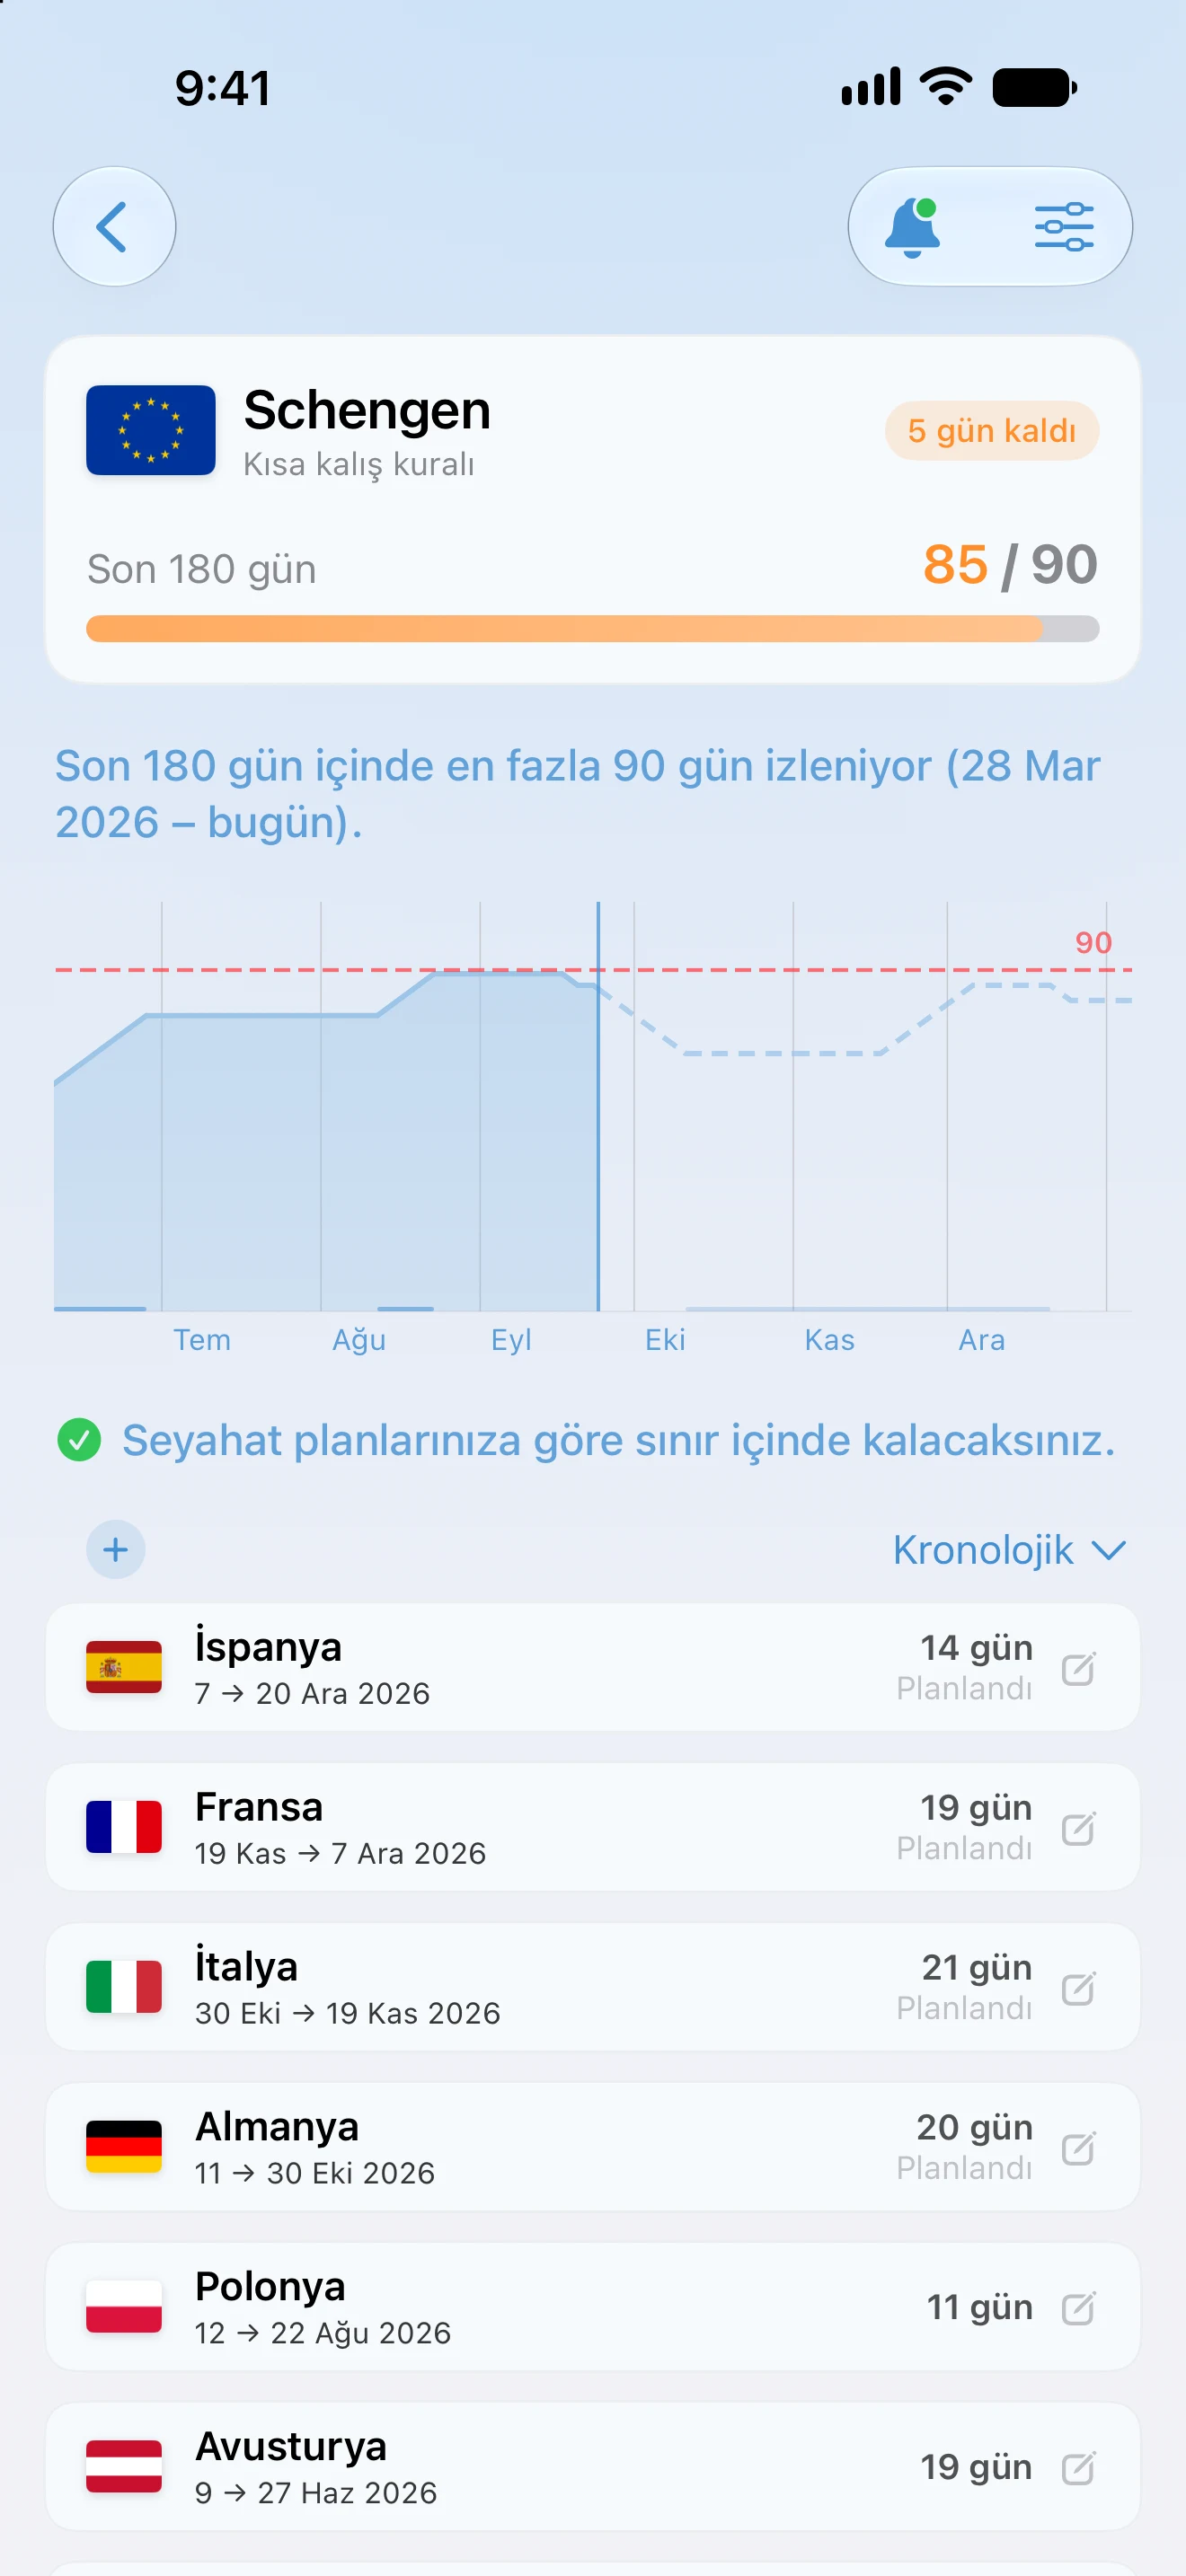 9:41
Schengen
Kısa kalış kuralı
5 gün kaldı
Son 180 gün
85 / 90
Son 180 gün içinde en fazla 90 gün izleniyor (28 Mar
2026 – bugün).
90
Tem Ağu Eyl Eki Kas Ara
Seyahat planlarınıza göre sınır içinde kalacaksınız.
Kronolojik
İspanya
7 → 20 Ara 2026
14 gün
Planlandı
Fransa
19 Kas → 7 Ara 2026
19 gün
Planlandı
İtalya
30 Eki → 19 Kas 2026
21 gün
Planlandı
Almanya
11 → 30 Eki 2026
20 gün
Planlandı
Polonya
12 → 22 Ağu 2026
11 gün
Avusturya
9 → 27 Haz 2026
19 gün